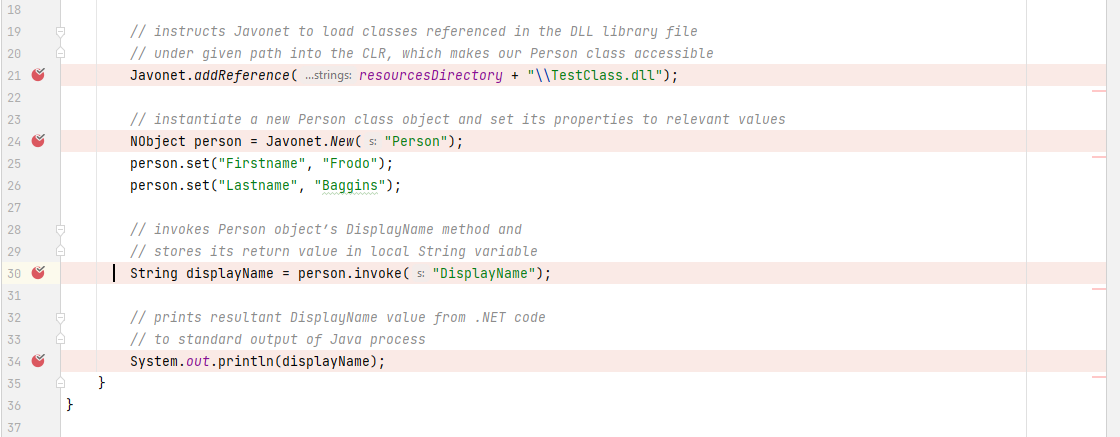 18
19 // instructs Javonet to load classes referenced in the DLL library file
20 // under given path into the CLR, which makes our Person class accessible
21 Javonet.addReference( ...strings: resourcesDirectory + "\\TestClass.dll");
22
23 // instantiate a new Person class object and set its properties to relevant values
24 NObject person = Javonet.New( s: "Person");
25 person.set("Firstname", "Frodo");
26 person.set("Lastname", "Baggins");
27
28 // invokes Person object’s DisplayName method and
29 // stores its return value in local String variable
30 String displayName = person.invoke( s: "DisplayName");
31
32 // prints resultant DisplayName value from .NET code
33 // to standard output of Java process
34 System.out.println(displayName);
35 }
36 }
37